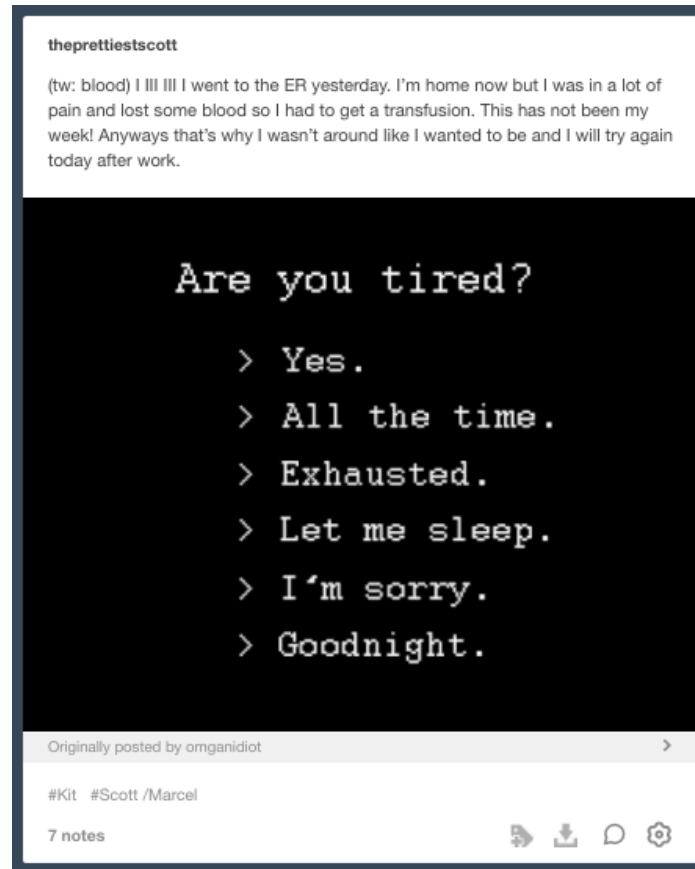 theprettiestscott
(tw: blood) I III III I went to the ER yesterday. I'm home now but I was in a lot of
pain and lost some blood so I had to get a transfusion. This has not been my
week! Anyways that's why I wasn't around like I wanted to be and I will try again
today after work.
Are you tired?
> Yes.
> All the time.
> Exhausted.
> Let me sleep.
> I´m sorry.
> Goodnight.
Originally posted by omganidiot
#Kit #Scott /Marcel
7 notes